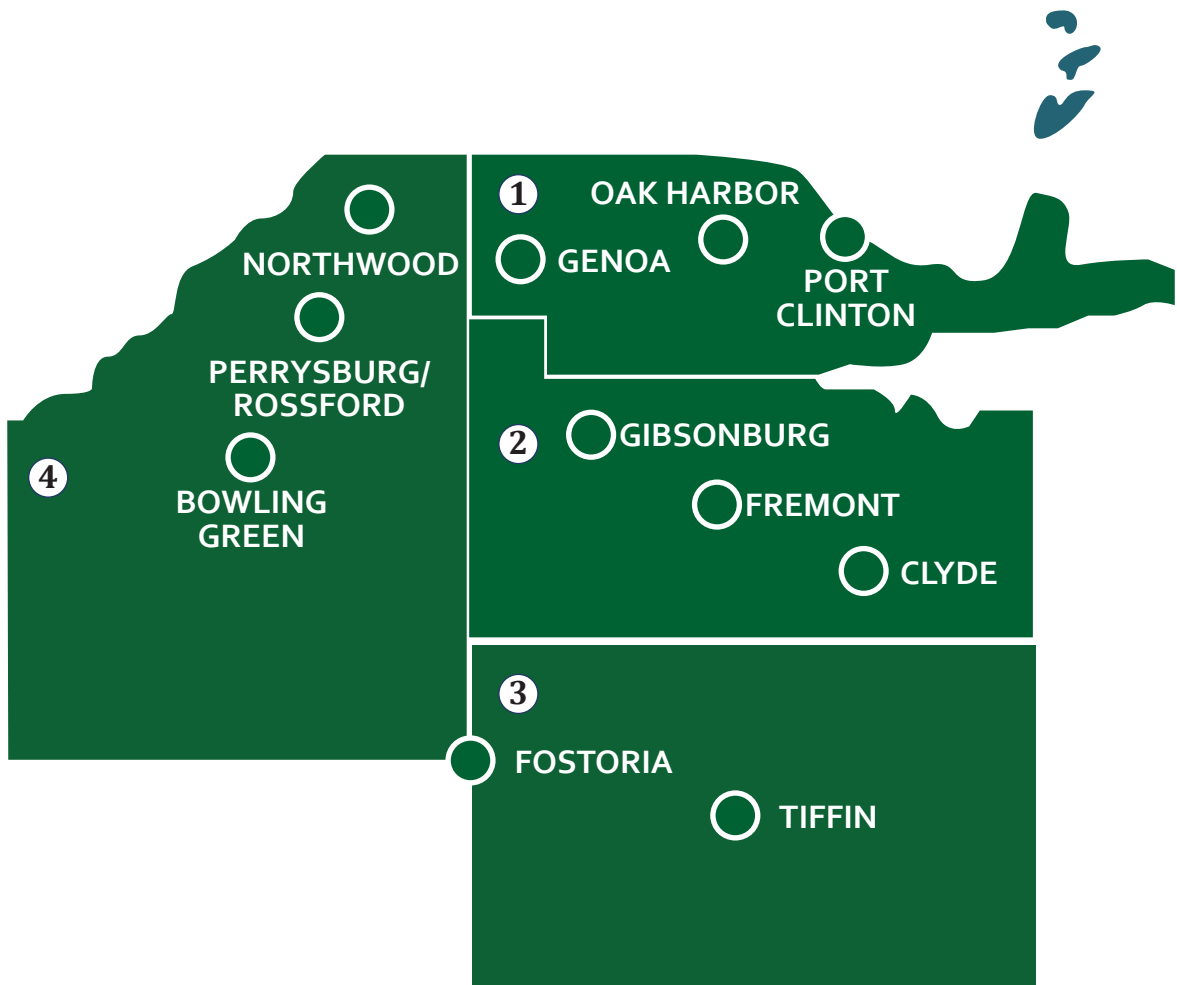 1
OAK HARBOR
GENOA
PORT
CLINTON
NORTHWOOD
PERRYSBURG/
ROSSFORD
4
BOWLING
GREEN
2
GIBSONBURG
FREMONT
CLYDE
3
FOSTORIA
TIFFIN